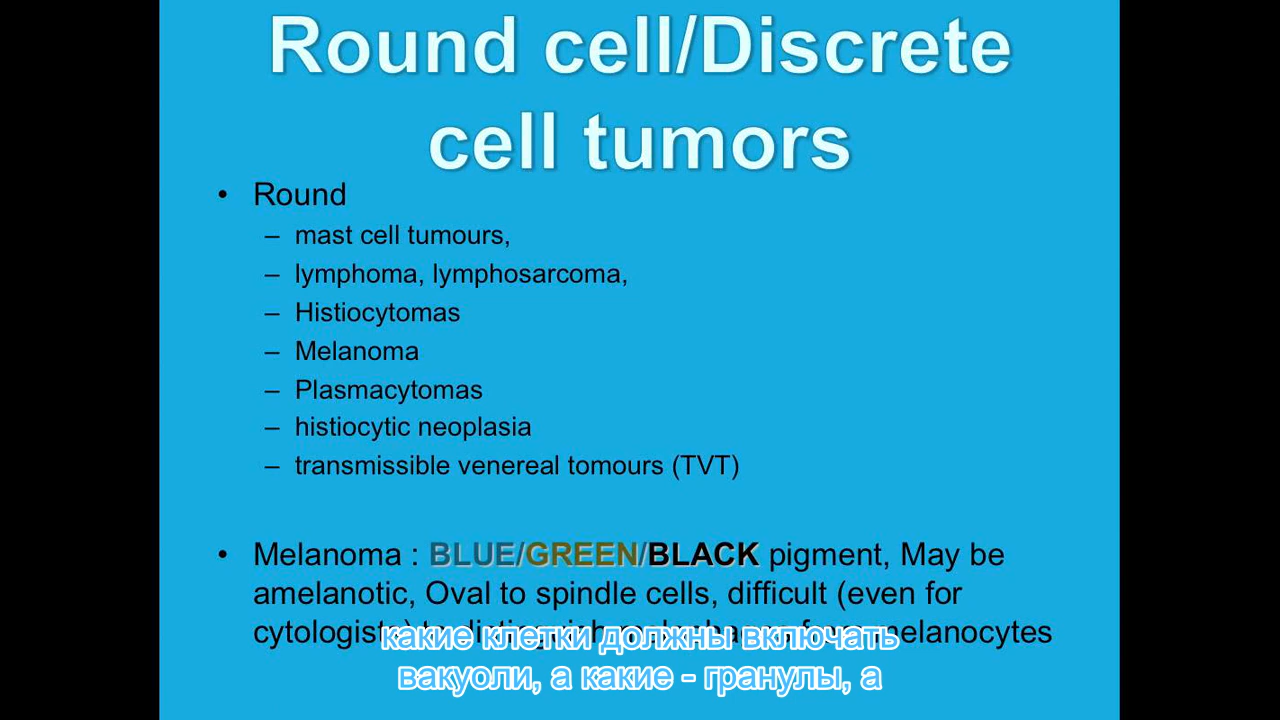 Round cell/Discrete
cell tumors
• Round
– mast cell tumours,
– lymphoma, lymphosarcoma,
– Histiocytomas
– Melanoma
– Plasmacytomas
– histiocytic neoplasia
– transmissible venereal tomours (TVT)
• Melanoma : BLUE/GREEN/BLACK pigment, May be
amelanotic, Oval to spindle cells, difficult (even for
cytologists) to melanocytes
какие клетки должны включать
вакуоли, а какие - гранулы, а